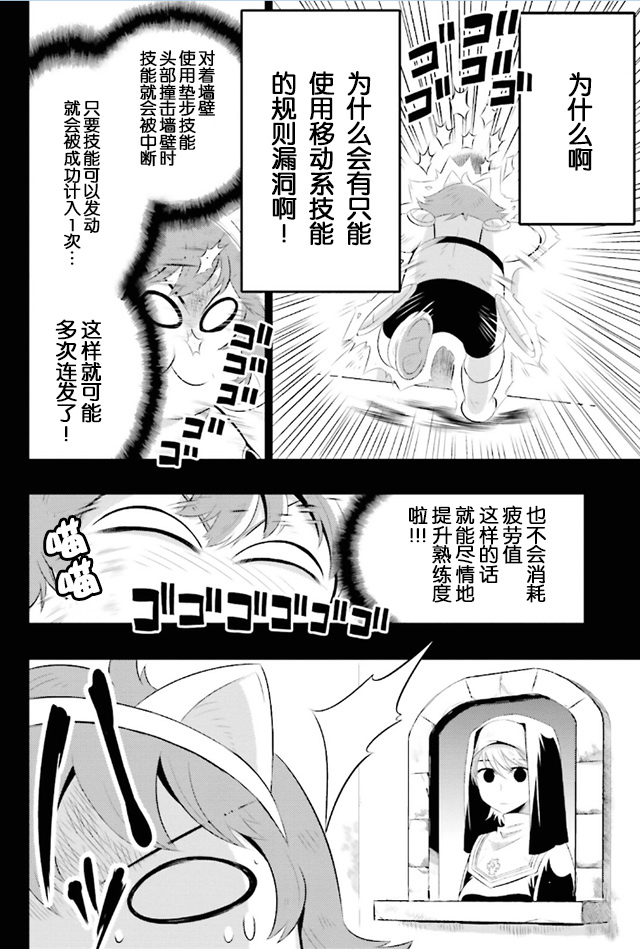 为什么啊
为什么会有只能
使用移动系技能
的规则漏洞啊！
ゴ
ゴ
ゴ
ゴ
对着墙壁
使用垫步技能
头部撞击墙壁时
技能就会被中断
只要技能可以发动
就会被成功计入1次…
这样就可能
多次连发了！
ゴゴゴゴゴ
也不会消耗
疲劳值
这样的话
就能尽情地
提升熟练度
啦!!!
ゴゴゴゴゴゴ